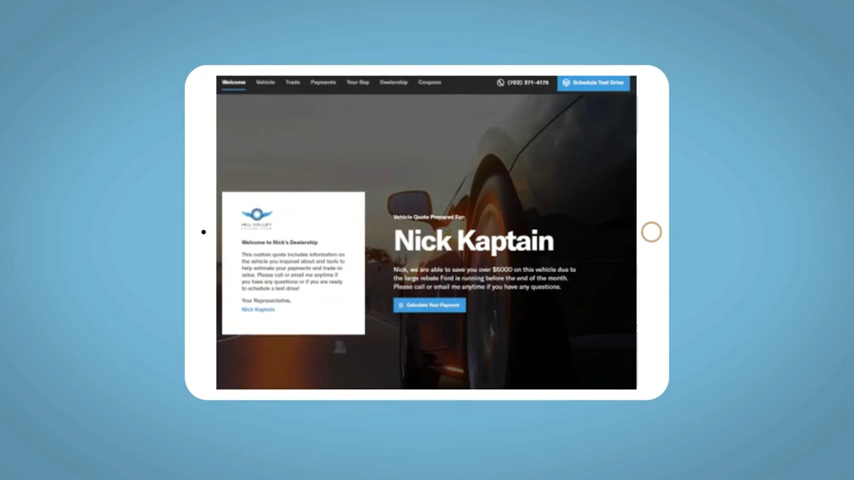 Welcome Vehicle Trade Payments Your Rep Dealership Coupons (702) 371-4175 Schedule Test Drive
HILL VALLEY
Welcome to Nick's Dealership
This custom quote includes information on
the vehicle you inquired about and tools to
help estimate your payments and trade-in
value. Please call or email me anytime if
you have any questions or if you are ready
to schedule a test drive!
Your Representative,
Nick Kaptain
Vehicle Quote Prepared For:
Nick Kaptain
Nick, we are able to save you over $6000 on this vehicle due to
the large rebate Ford is running before the end of the month.
Please call or email me anytime if you have any questions.
Calculate Your Payment